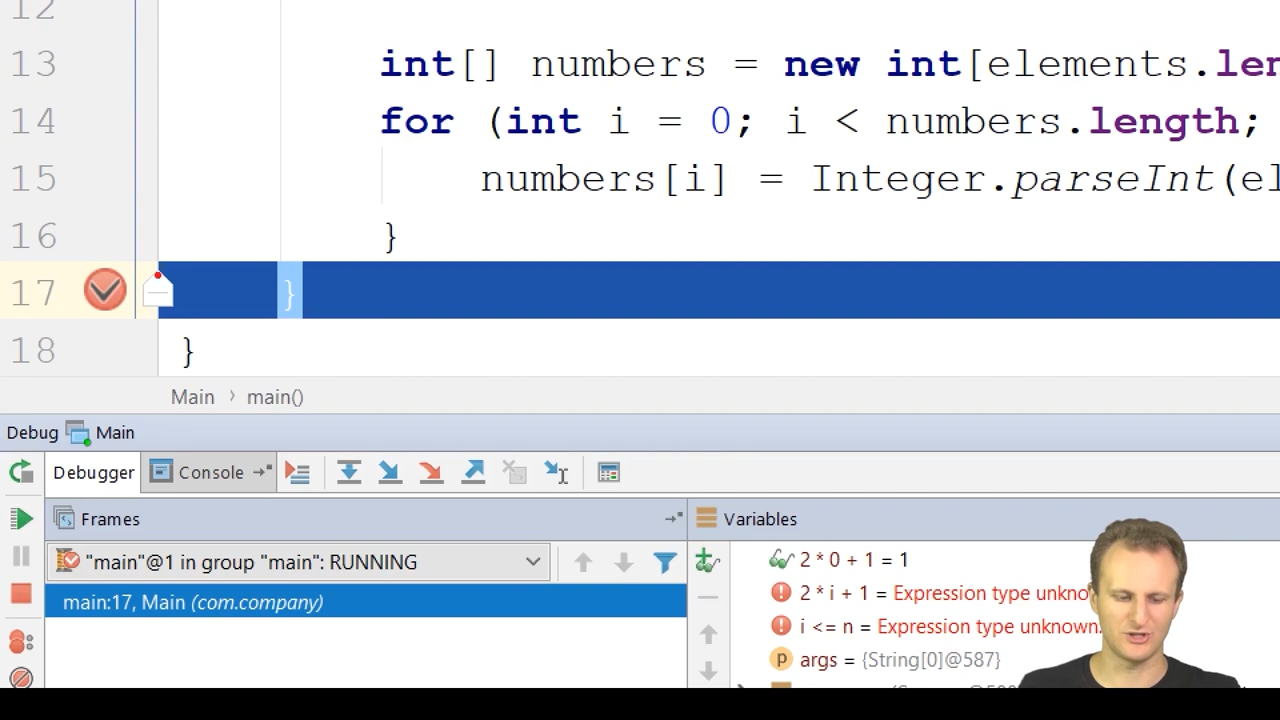 12
13 int[] numbers = new int[elements.len
14 for (int i = 0; i < numbers.length;
15 numbers[i] = Integer.parseInt(el
16 }
17 }
18 }
Main › main()
Debug Main
Debugger Console
Frames Variables
"main"@1 in group "main": RUNNING
2 * 0 + 1 = 1
2 * i + 1 = Expression type unkno
main:17, Main (com.company)
i <= n = Expression type unknown.
args = {String[0]@587}